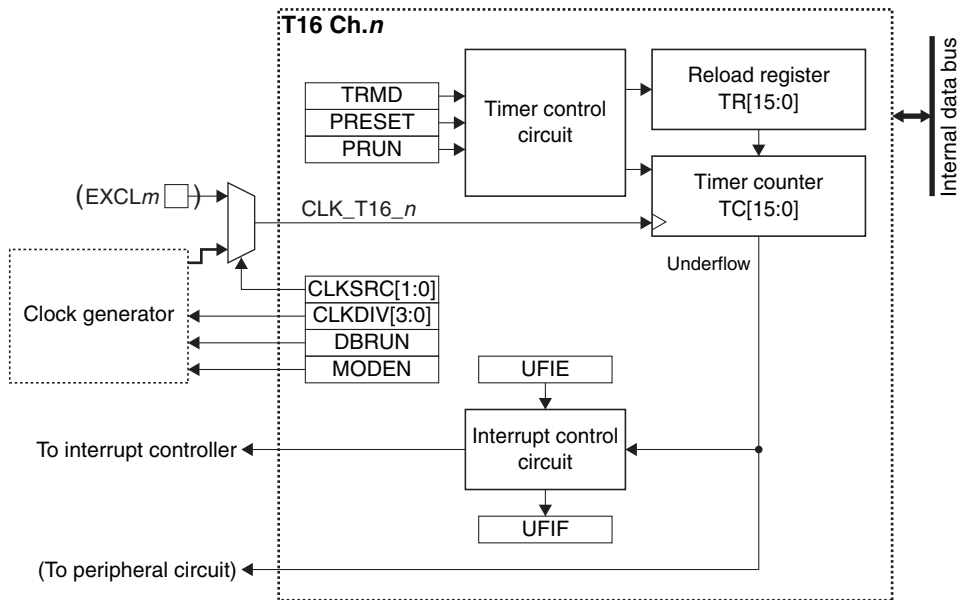 T16 Ch.n
Internal data bus
TRMD
PRESET
PRUN
Timer control
circuit
Reload register
TR[15:0]
Timer counter
TC[15:0]
(EXCLm )
CLK_T16_n
Underflow
Clock generator
CLKSRC[1:0]
CLKDIV[3:0]
DBRUN
MODEN
UFIE
To interrupt controller
Interrupt control
circuit
UFIF
(To peripheral circuit)